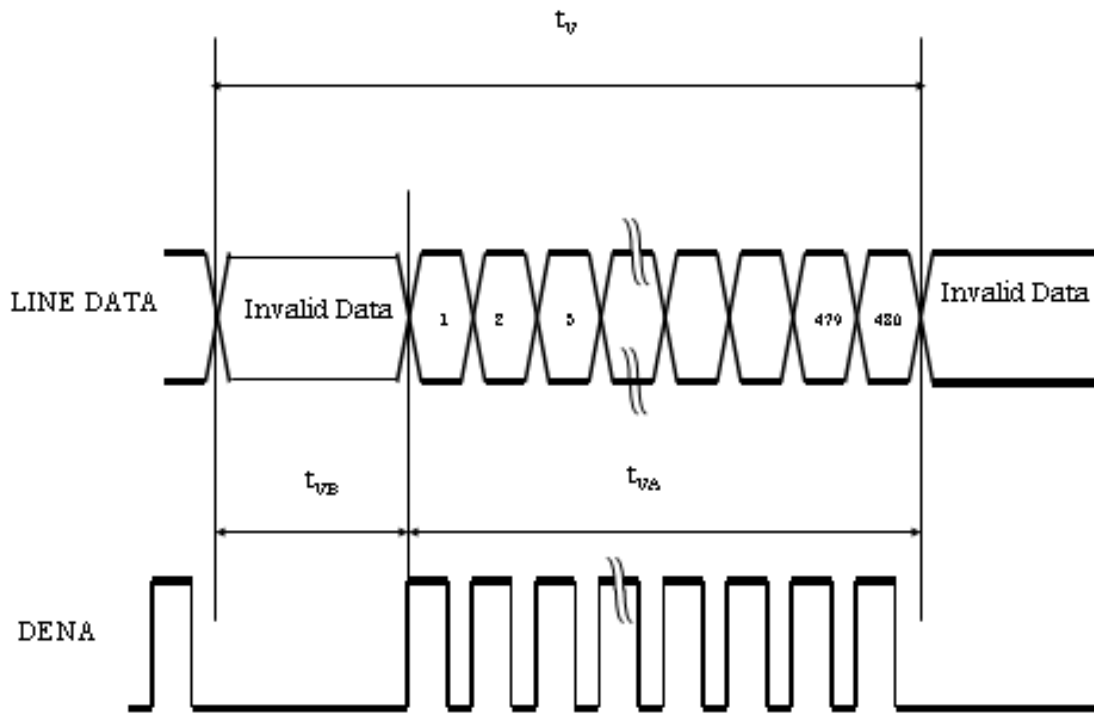 tV
LINE DATA
Invalid Data
1
2
3
479
480
Invalid Data
tVB
tVA
DENA